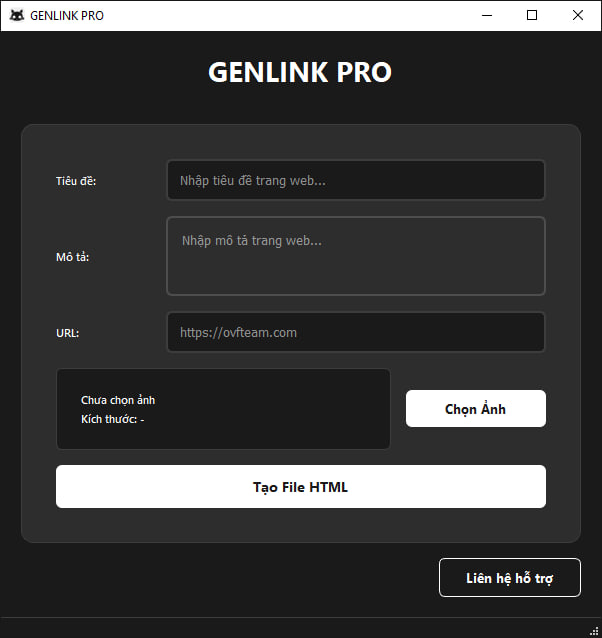 GENLINK PRO
GENLINK PRO
Tiêu đề:
Nhập tiêu đề trang web...
Mô tả:
Nhập mô tả trang web...
URL:
https://ovfteam.com
Chưa chọn ảnh
Kích thước: -
Chọn Ảnh
Tạo File HTML
Liên hệ hỗ trợ